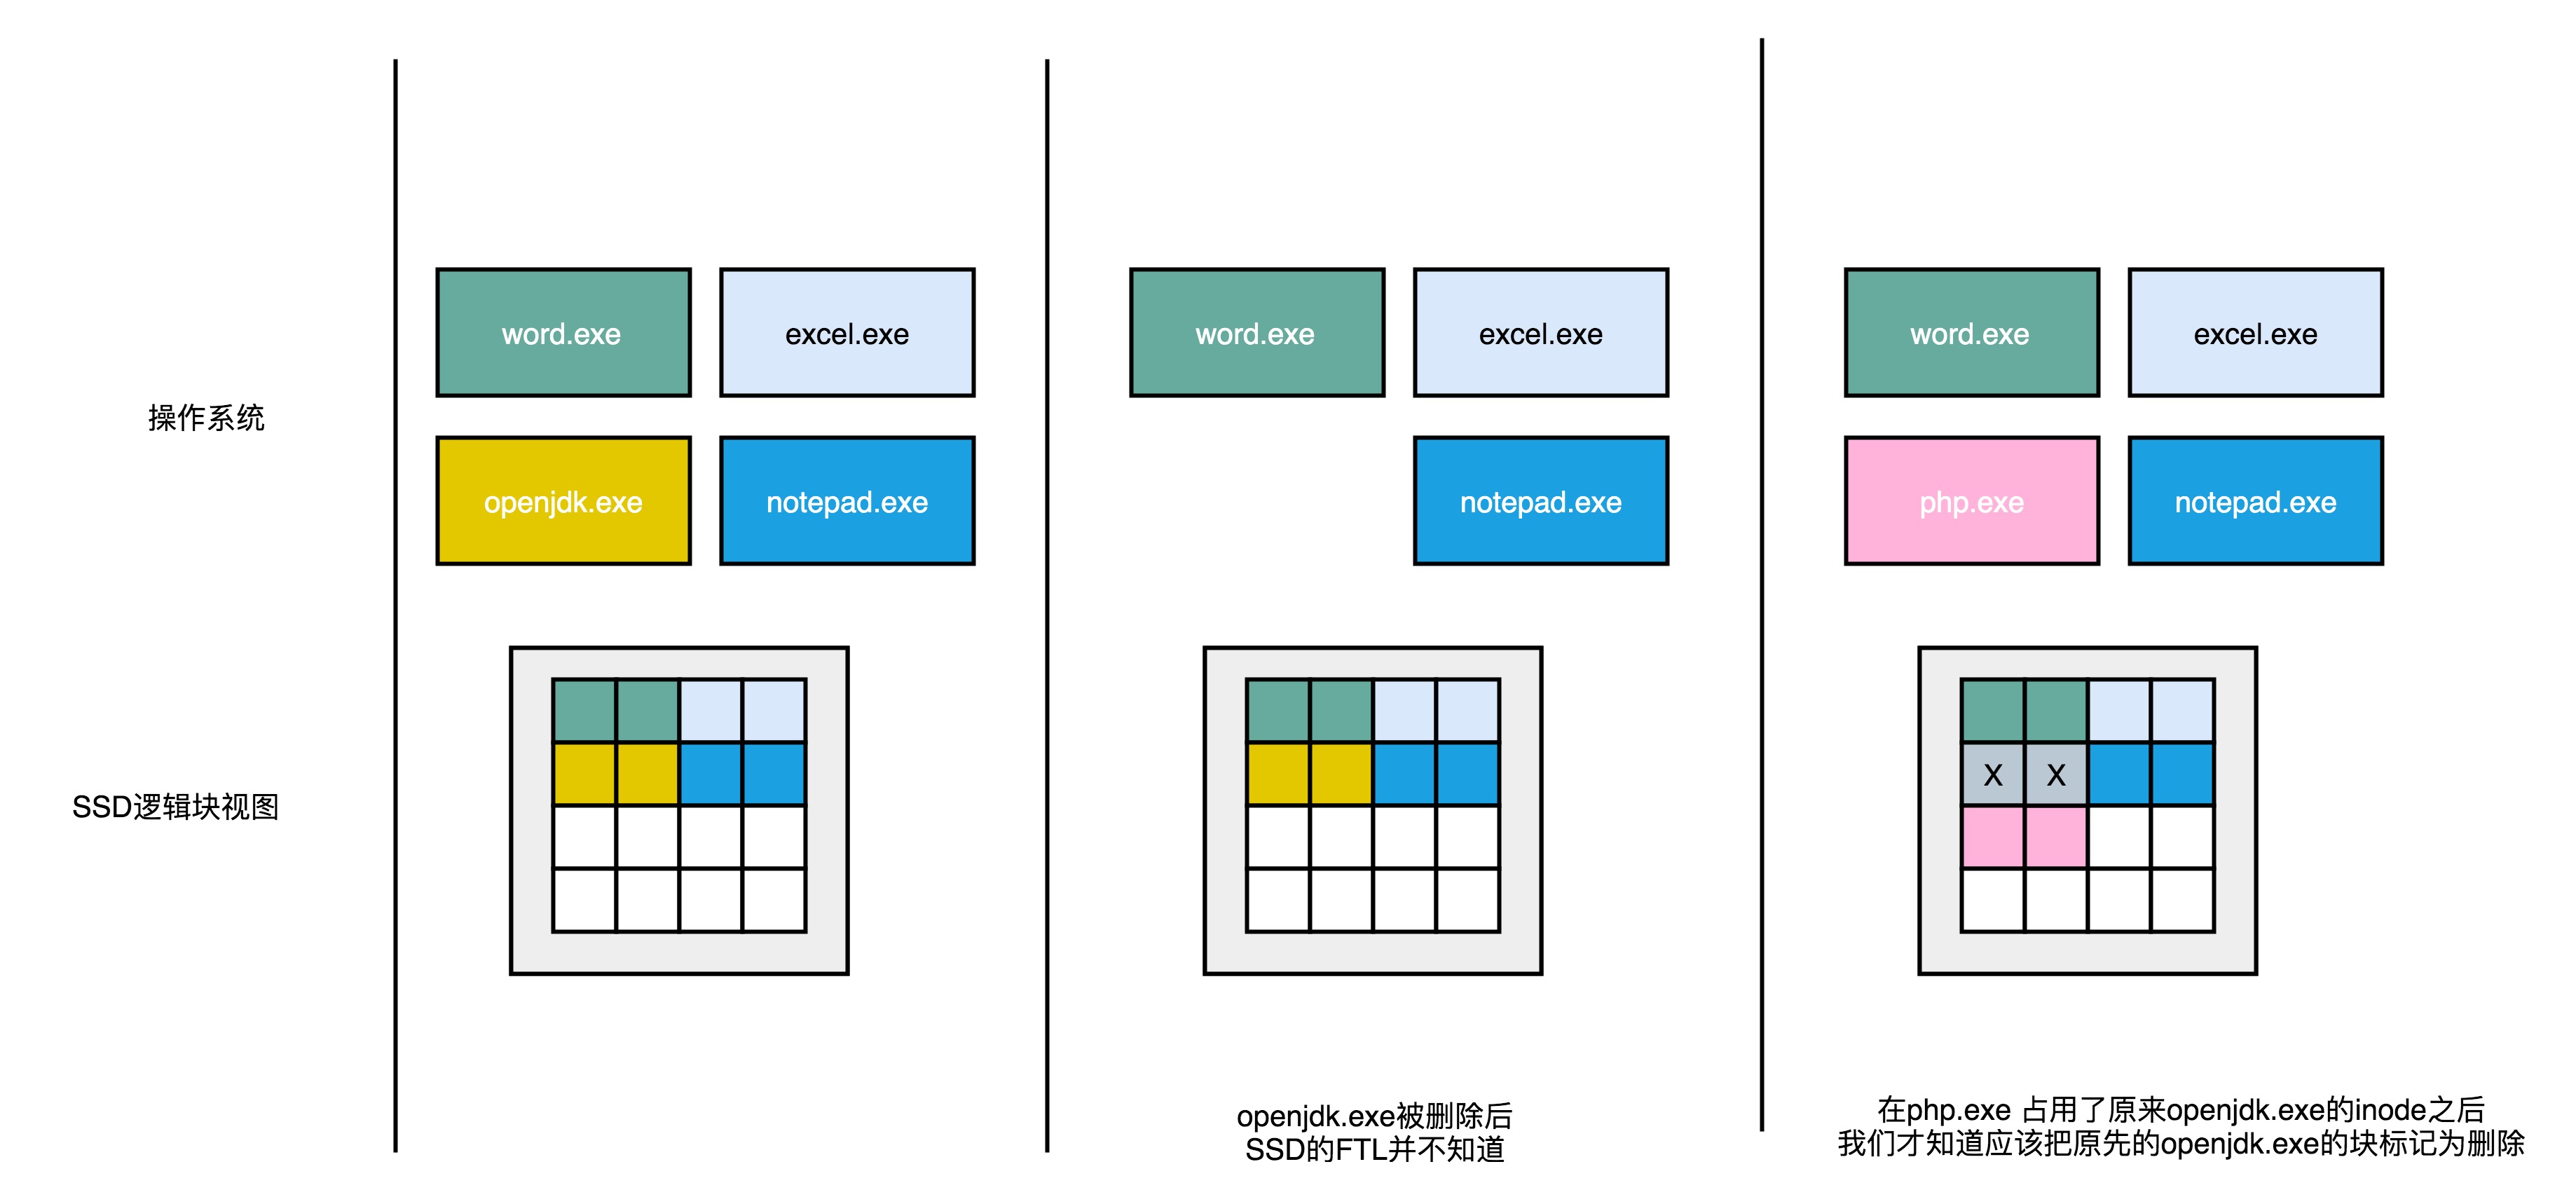 操作系统
word.exe
excel.exe
openjdk.exe
notepad.exe
word.exe
excel.exe
notepad.exe
word.exe
excel.exe
php.exe
notepad.exe
SSD逻辑块视图
X X
openjdk.exe被删除后
SSD的FTL并不知道
在php.exe 占用了原来openjdk.exe的inode之后
我们才知道应该把原先的openjdk.exe的块标记为删除